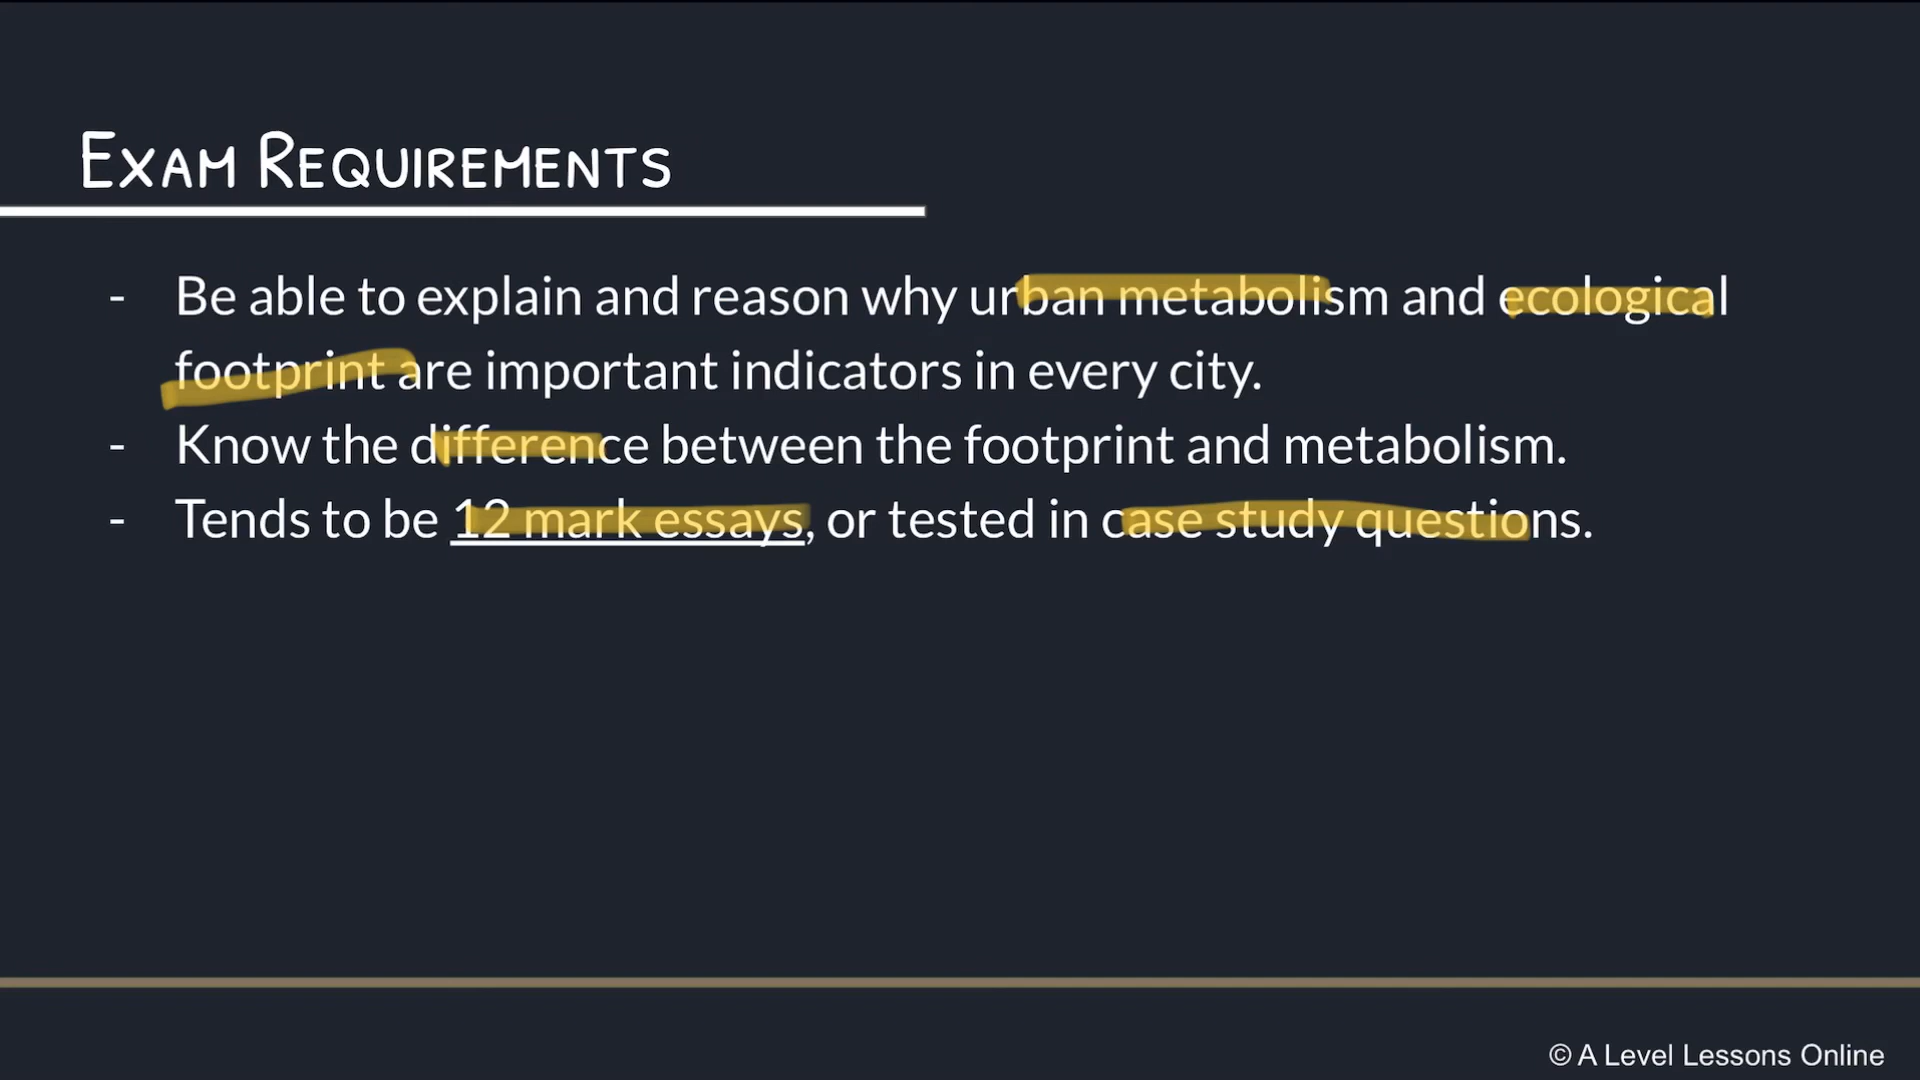 EXAM REQUIREMENTS
- Be able to explain and reason why urban metabolism and ecological
footprint are important indicators in every city.
- Know the difference between the footprint and metabolism.
- Tends to be 12 mark essays, or tested in case study questions.
© A Level Lessons Online